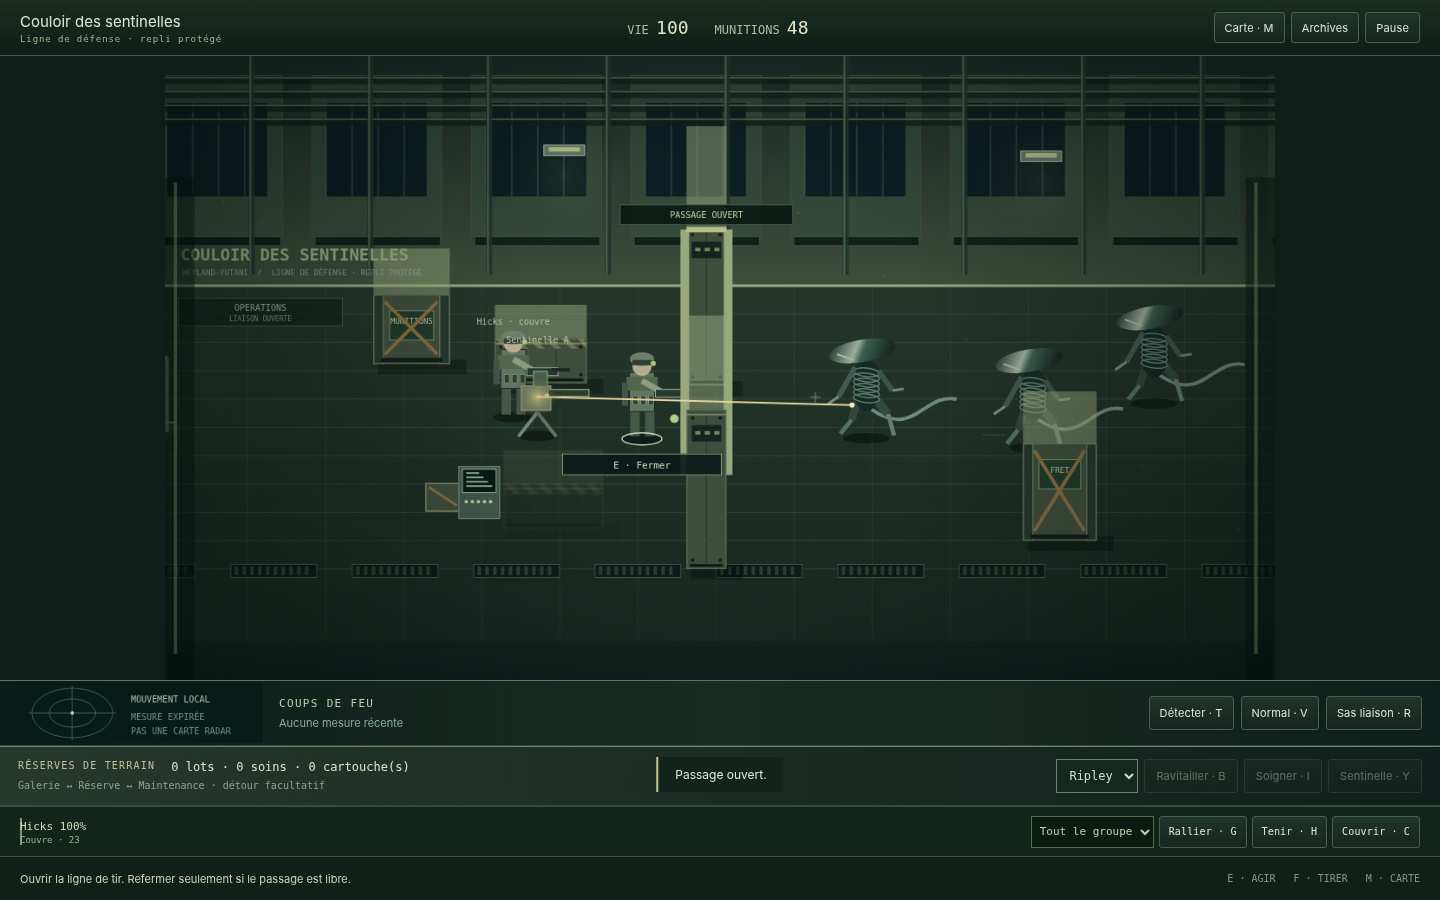 Couloir des sentinelles
Ligne de défense · repli protégé
VIE 100 MUNITIONS 48
Carte · M
Archives
Pause
PASSAGE OUVERT
COULOIR DES SENTINELLES
WEYLAND-YUTANI / LIGNE DE DÉFENSE · REPLI PROTÉGÉ
OPERATIONS
LIAISON OUVERTE
MUNITIONS
Hicks · couvre
Sentinelle A
E · Fermer
FRET
MOUVEMENT LOCAL
MESURE EXPIRÉE
PAS UNE CARTE RADAR
COUPS DE FEU
Aucune mesure récente
Détecter · T
Normal · V
Sas liaison · R
RÉSERVES DE TERRAIN 0 lots · 0 soins · 0 cartouche(s)
Galerie ↔ Réserve ↔ Maintenance · détour facultatif
Passage ouvert.
Ripley
Ravitailler · B
Soigner · I
Sentinelle · Y
Hicks 100%
Couvre · 23
Tout le groupe
Rallier · G
Tenir · H
Couvrir · C
Ouvrir la ligne de tir. Refermer seulement si le passage est libre.
E · AGIR F · TIRER M · CARTE